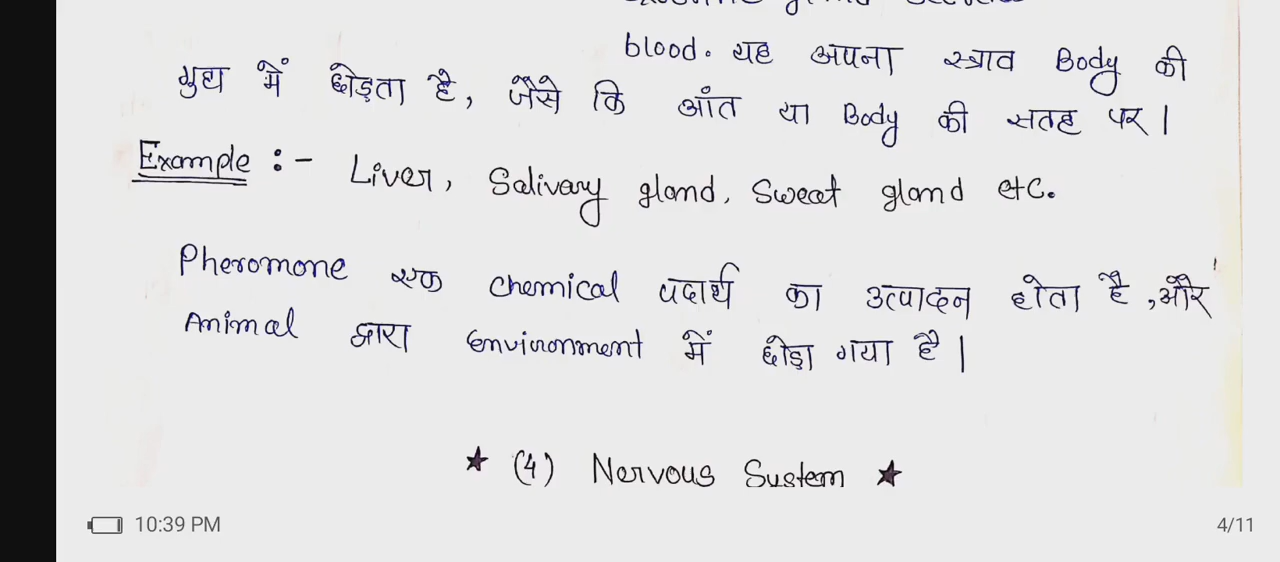 blood. यह अपना स्त्राव Body की
गुहा में छोड़ता है, जैसे कि आंत या Body की सतह पर।
Example :- Liver, Salivary gland, Sweat gland etc.
Pheromone एक chemical पदार्थ का उत्पादन होता है, और
Animal द्वारा Environment में छोड़ा गया है।
★ (4) Nervous System ★
10:39 PM
4/11